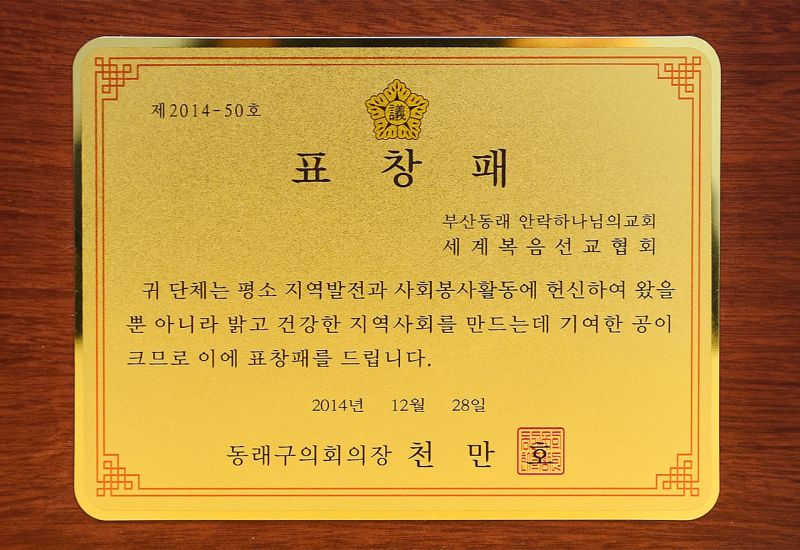 제2014-50호
議
표 창 패
부산동래 안락하나님의교회
세계복음선교협회
귀 단체는 평소 지역발전과 사회봉사활동에 헌신하여 왔을
뿐 아니라 밝고 건강한 지역사회를 만드는데 기여한 공이
크므로 이에 표창패를 드립니다.
2014년 12월 28일
동래구의회의장 천 만 호